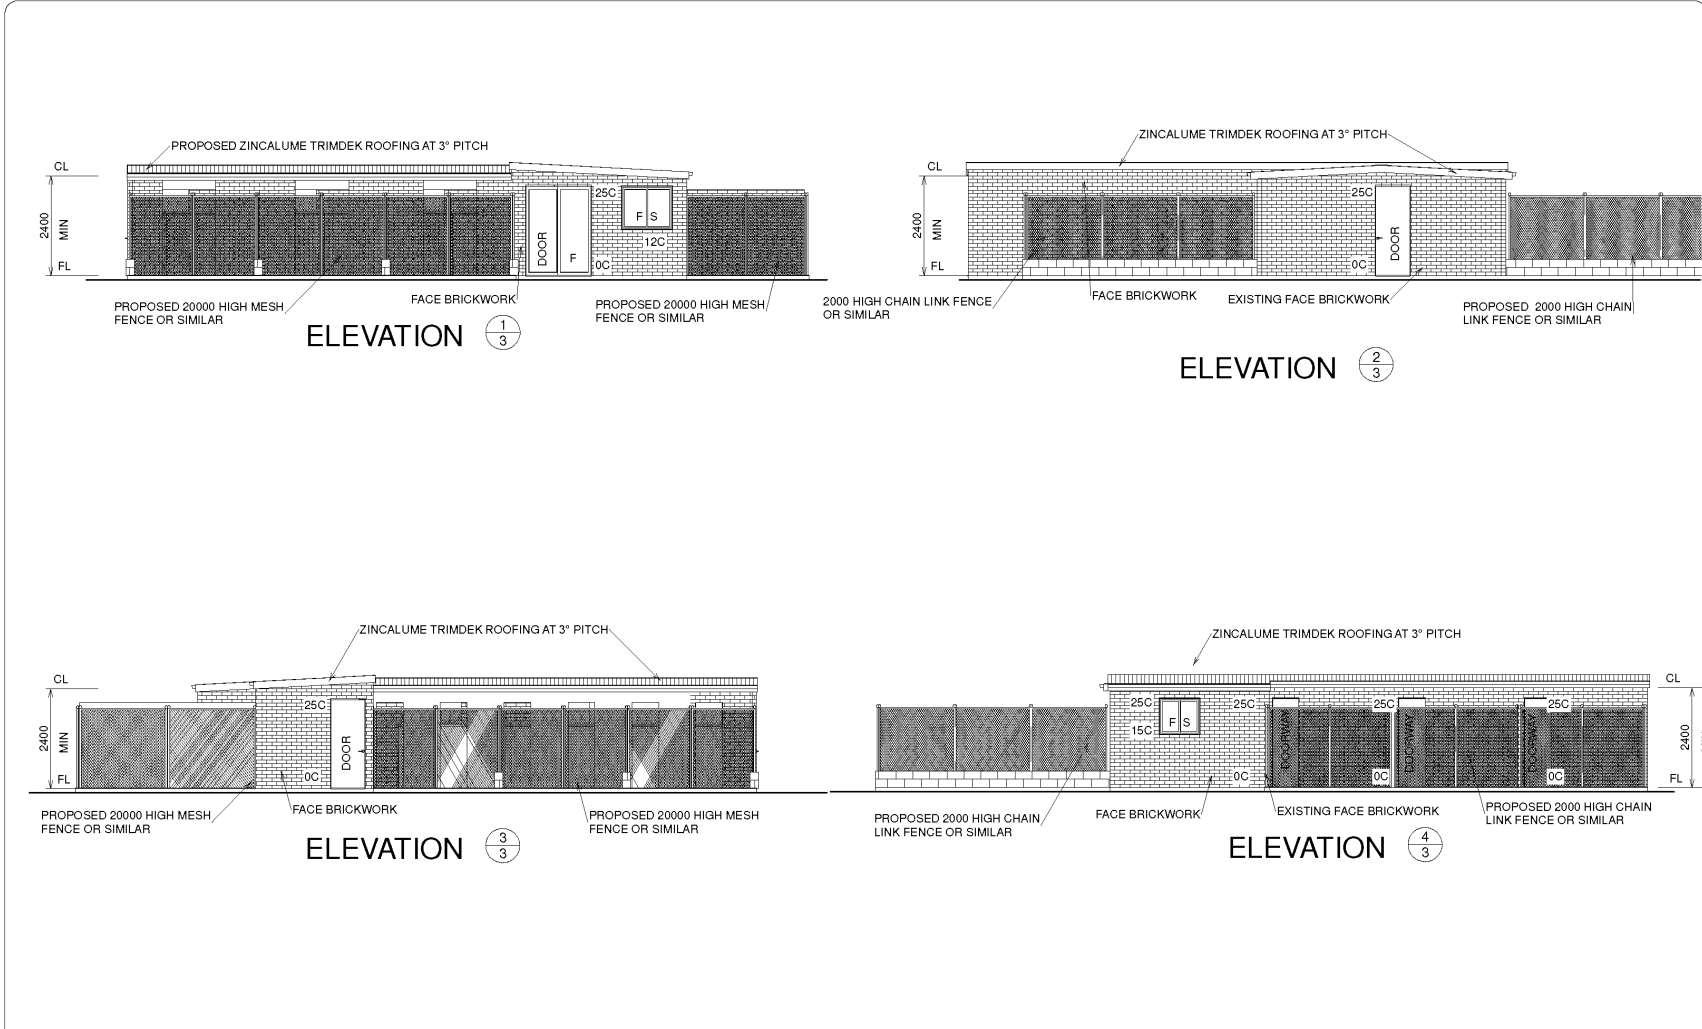 PROPOSED ZINCALUME TRIMDEK ROOFING AT 3° PITCH
CL
2400
MIN
FL
DOOR
F
25C
F S
12C
0C
PROPOSED 20000 HIGH MESH
FENCE OR SIMILAR
FACE BRICKWORK
PROPOSED 20000 HIGH MESH
FENCE OR SIMILAR
ELEVATION 1
3
ZINCALUME TRIMDEK ROOFING AT 3° PITCH
CL
2400
MIN
FL
25C
DOOR
0C
2000 HIGH CHAIN LINK FENCE
OR SIMILAR
FACE BRICKWORK
EXISTING FACE BRICKWORK
PROPOSED 2000 HIGH CHAIN
LINK FENCE OR SIMILAR
ELEVATION 2
3
ZINCALUME TRIMDEK ROOFING AT 3° PITCH
CL
2400
MIN
FL
25C
DOOR
0C
PROPOSED 20000 HIGH MESH
FENCE OR SIMILAR
FACE BRICKWORK
PROPOSED 20000 HIGH MESH
FENCE OR SIMILAR
ELEVATION 3
3
ZINCALUME TRIMDEK ROOFING AT 3° PITCH
CL
2400
FL
25C
F S
15C
25C
0C
DOORWAY
25C
0C
DOORWAY
25C
0C
DOORWAY
PROPOSED 2000 HIGH CHAIN
LINK FENCE OR SIMILAR
FACE BRICKWORK
EXISTING FACE BRICKWORK
PROPOSED 2000 HIGH CHAIN
LINK FENCE OR SIMILAR
ELEVATION 4
3